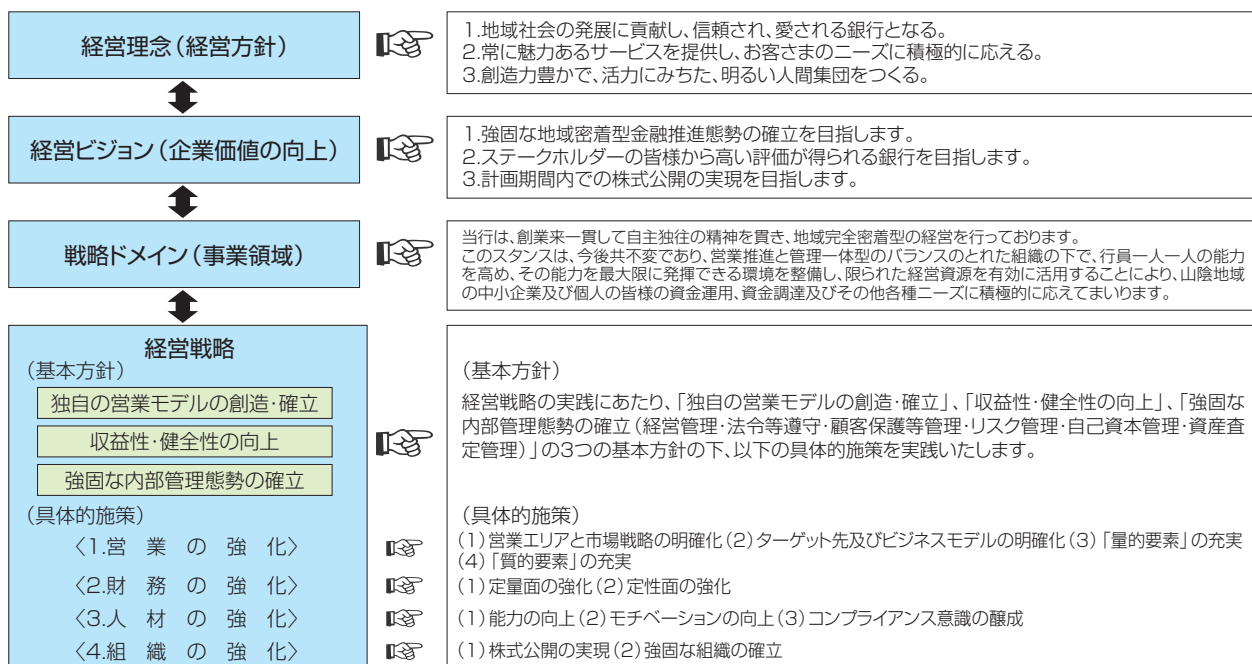 経営理念（経営方針）
1.地域社会の発展に貢献し、信頼され、愛される銀行となる。
2.常に魅力あるサービスを提供し、お客さまのニーズに積極的に応える。
3.創造力豊かで、活力にみちた、明るい人間集団をつくる。
経営ビジョン（企業価値の向上）
1.強固な地域密着型金融推進態勢の確立を目指します。
2.ステークホルダーの皆様から高い評価が得られる銀行を目指します。
3.計画期間内での株式公開の実現を目指します。
戦略ドメイン（事業領域）
当行は、創業来一貫して自主独往の精神を貫き、地域完全密着型の経営を行っております。
このスタンスは、今後共不変であり、営業推進と管理一体型のバランスのとれた組織の下で、行員一人一人の能力
を高め、その能力を最大限に発揮できる環境を整備し、限られた経営資源を有効に活用することにより、山陰地域
の中小企業及び個人の皆様の資金運用、資金調達及びその他各種ニーズに積極的に応えてまいります。
経営戦略
（基本方針）
独自の営業モデルの創造・確立
収益性・健全性の向上
強固な内部管理態勢の確立
（基本方針）
経営戦略の実践にあたり、「独自の営業モデルの創造・確立」、「収益性・健全性の向上」、「強固な
内部管理態勢の確立（経営管理・法令等遵守・顧客保護等管理・リスク管理・自己資本管理・資産査
定管理）」の3つの基本方針の下、以下の具体的施策を実践いたします。
（具体的施策）
（具体的施策）
〈1.営業の強化〉
（1）営業エリアと市場戦略の明確化（2）ターゲット先及びビジネスモデルの明確化（3）「量的要素」の充実
（4）「質的要素」の充実
〈2.財務の強化〉
（1）定量面の強化（2）定性面の強化
〈3.人材の強化〉
（1）能力の向上（2）モチベーションの向上（3）コンプライアンス意識の醸成
〈4.組織の強化〉
（1）株式公開の実現（2）強固な組織の確立